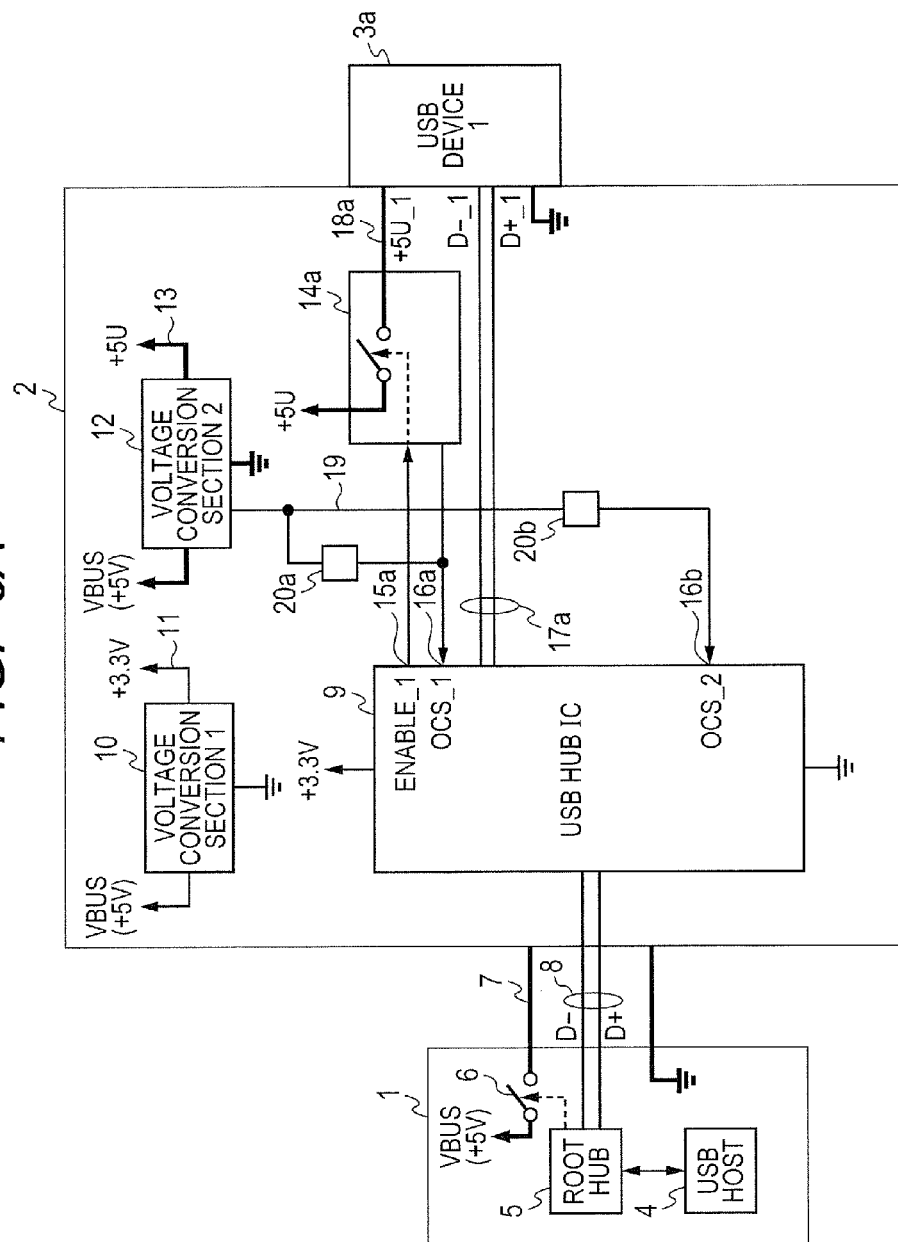 2
VBUS
(+5V)
10
VOLTAGE
CONVERSION
SECTION 1
+3.3V
11
VBUS
(+5V)
12
VOLTAGE
CONVERSION
SECTION 2
+5U
13
+3.3V
9
ENABLE_1
OCS_1
USB HUB IC
OCS_2
15a
16a
16b
17a
20a
20b
19
+5U
14a
18a
+5U_1
D-_1
D+_1
USB
DEVICE
1
3a
1
VBUS
(+5V)
6
7
D-
8
D+
5
ROOT
HUB
4
USB
HOST